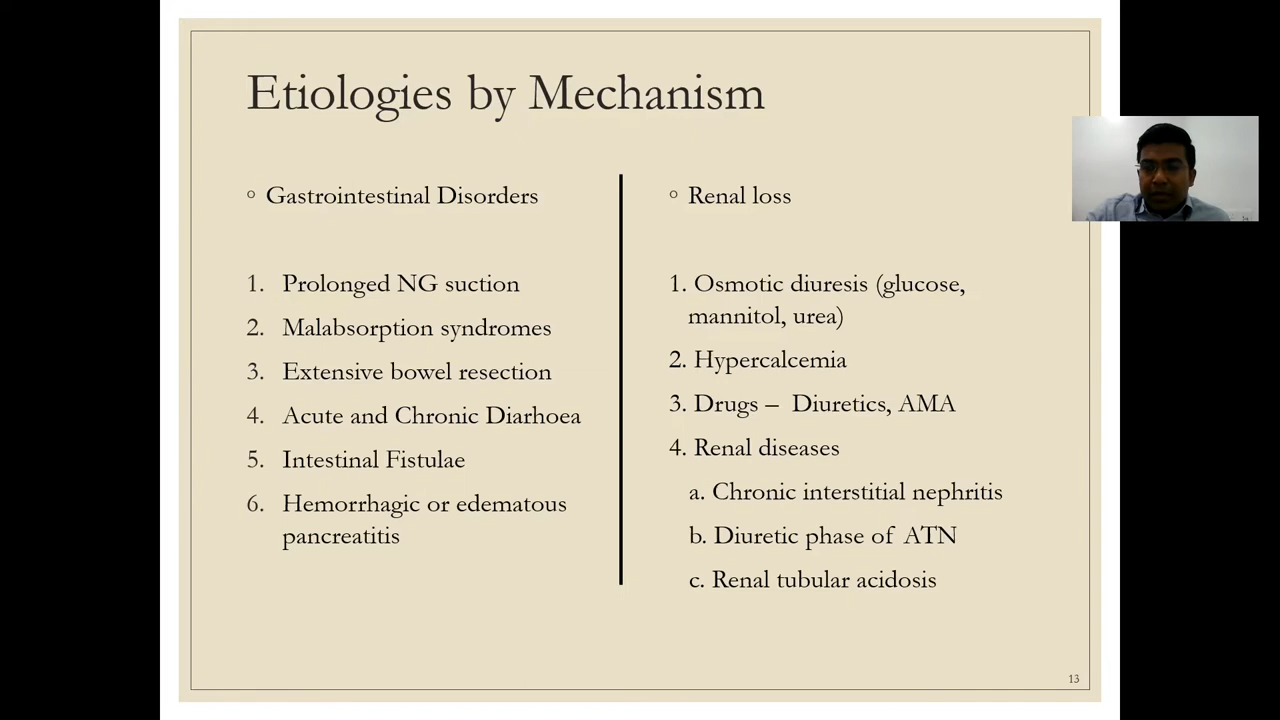 Etiologies by Mechanism
◦ Gastrointestinal Disorders
1. Prolonged NG suction
2. Malabsorption syndromes
3. Extensive bowel resection
4. Acute and Chronic Diarhoea
5. Intestinal Fistulae
6. Hemorrhagic or edematous
pancreatitis
◦ Renal loss
1. Osmotic diuresis (glucose,
mannitol, urea)
2. Hypercalcemia
3. Drugs – Diuretics, AMA
4. Renal diseases
a. Chronic interstitial nephritis
b. Diuretic phase of ATN
c. Renal tubular acidosis
13